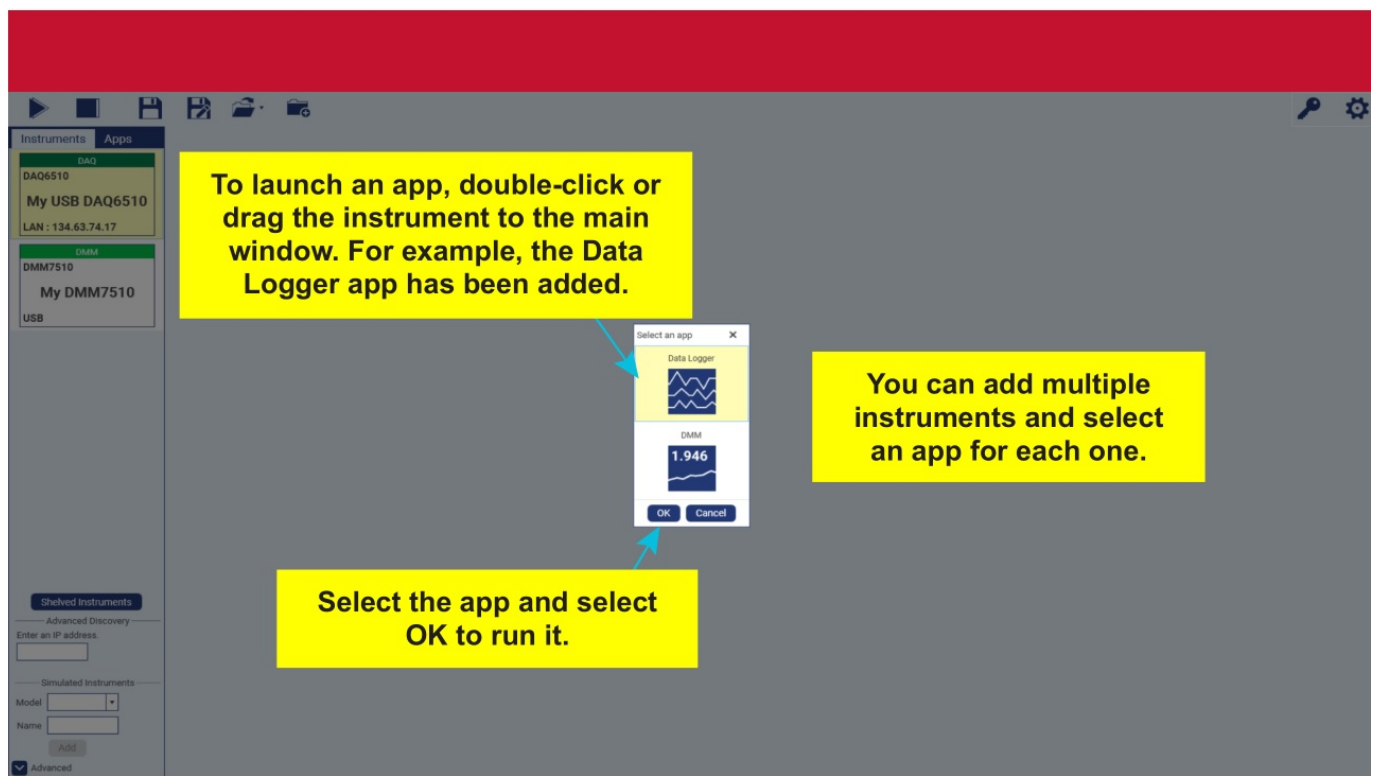 Instruments Apps
DAQ
DAQ6510
My USB DAQ6510
LAN : 134.63.74.17
DMM
DMM7510
My DMM7510
USB
To launch an app, double-click or
drag the instrument to the main
window. For example, the Data
Logger app has been added.
Select an app
Data Logger
DMM
1.946
OK Cancel
You can add multiple
instruments and select
an app for each one.
Select the app and select
OK to run it.
Shelved Instruments
Advanced Discovery
Enter an IP address.
Simulated Instruments
Model
Name
Add
Advanced